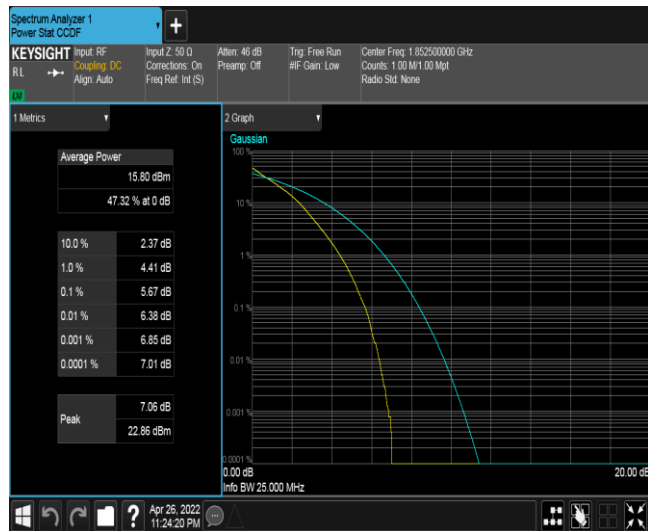 Spectrum Analyzer 1
Power Stat CCDF
+
KEYSIGHT
RL
Input: RF
Coupling: DC
Align: Auto
Input Z: 50 Ω
Corrections: On
Freq Ref: Int (S)
Atten: 46 dB
Preamp: Off
Trig: Free Run
#IF Gain: Low
Center Freq: 1.852500000 GHz
Counts: 1.00 M/1.00 Mpt
Radio Std: None
1 Metrics
Average Power
15.80 dBm
47.32 % at 0 dB
10.0 % 2.37 dB
1.0 % 4.41 dB
0.1 % 5.67 dB
0.01 % 6.38 dB
0.001 % 6.85 dB
0.0001 % 7.01 dB
Peak
7.06 dB
22.86 dBm
2 Graph
Gaussian
100 %
10 %
1 %
0.1 %
0.01 %
0.001 %
0.0001 %
0.00 dB 20.00 dB
Info BW 25.000 MHz
?
Apr 26, 2022
11:24:20 PM